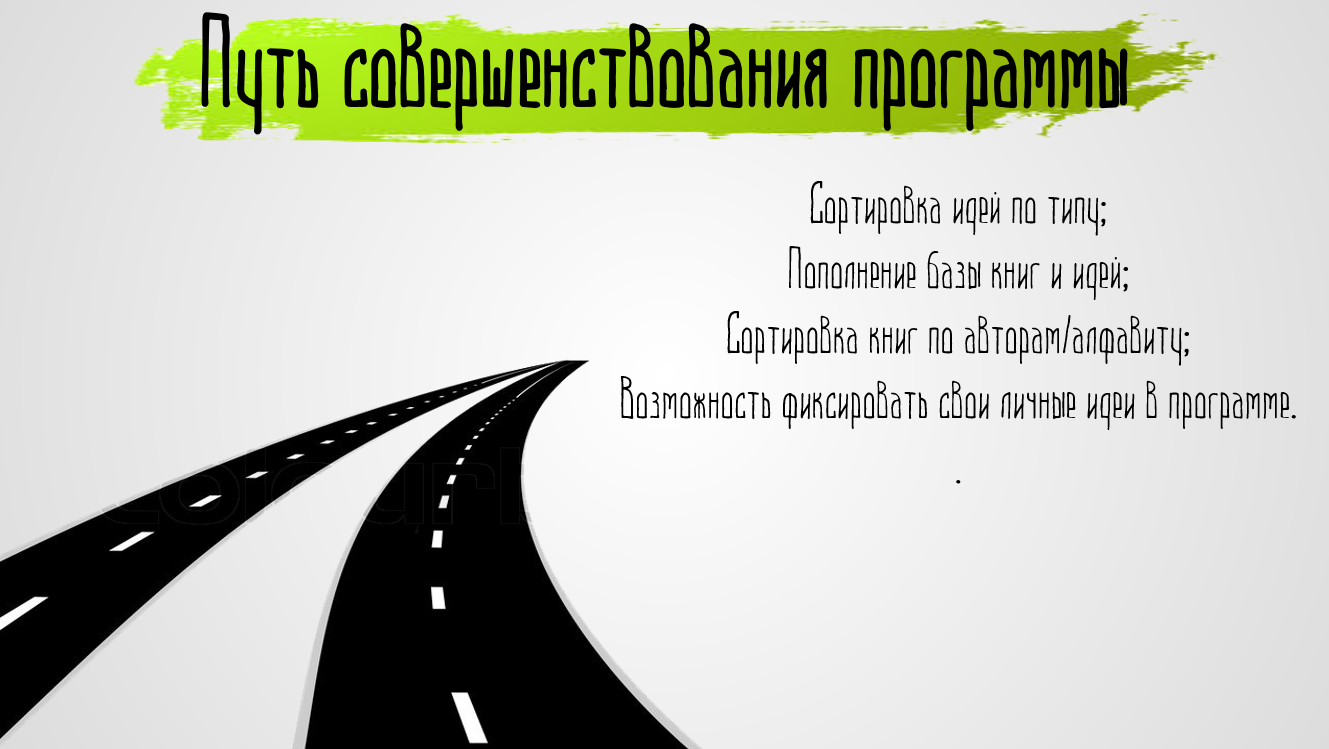 Путь совершенствования программы
Сортировка идей по типу;
Пополнение базы книг и идей;
Сортировка книг по авторам/алфавиту;
Возможность фиксировать свои личные идеи в программе.
.